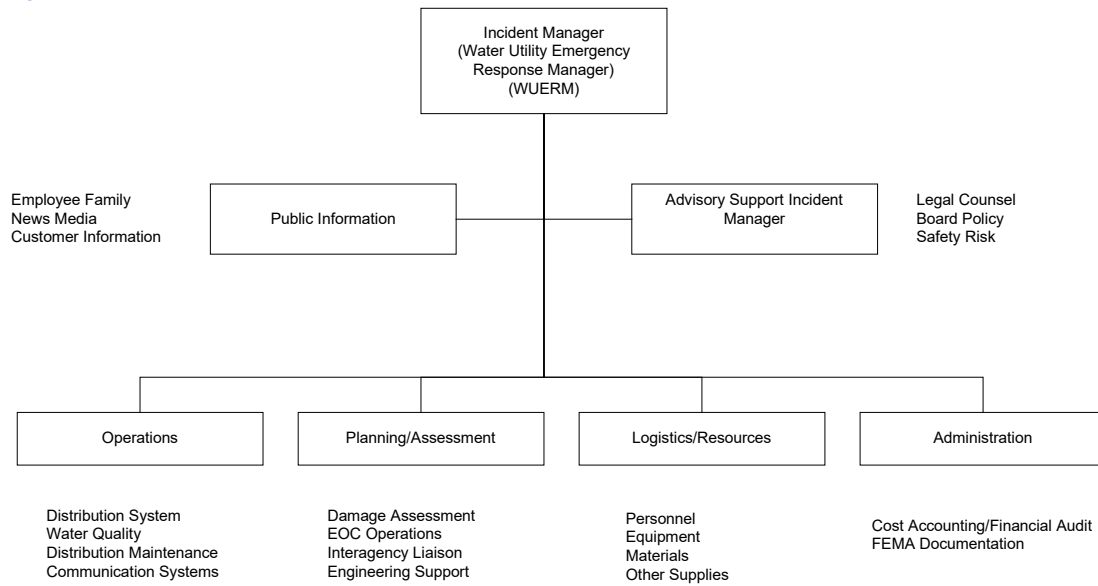 Incident Manager
(Water Utility Emergency
Response Manager)
(WUERM)
Employee Family
News Media
Customer Information
Public Information
Advisory Support Incident
Manager
Legal Counsel
Board Policy
Safety Risk
Operations
Planning/Assessment
Logistics/Resources
Administration
Distribution System
Water Quality
Distribution Maintenance
Communication Systems
Damage Assessment
EOC Operations
Interagency Liaison
Engineering Support
Personnel
Equipment
Materials
Other Supplies
Cost Accounting/Financial Audit
FEMA Documentation